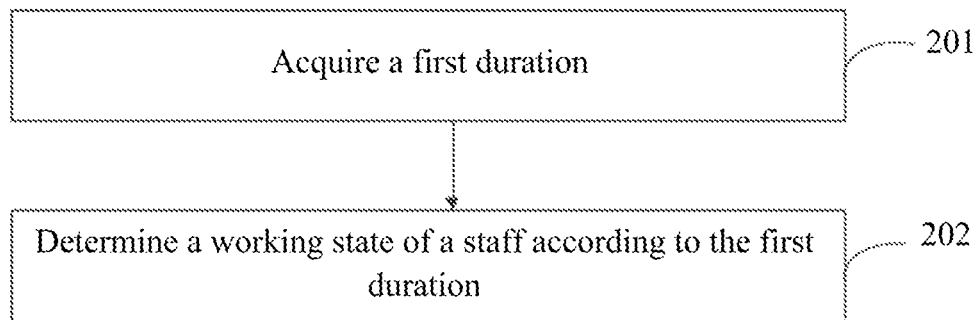 Acquire a first duration
201
Determine a working state of a staff according to the first
duration
202